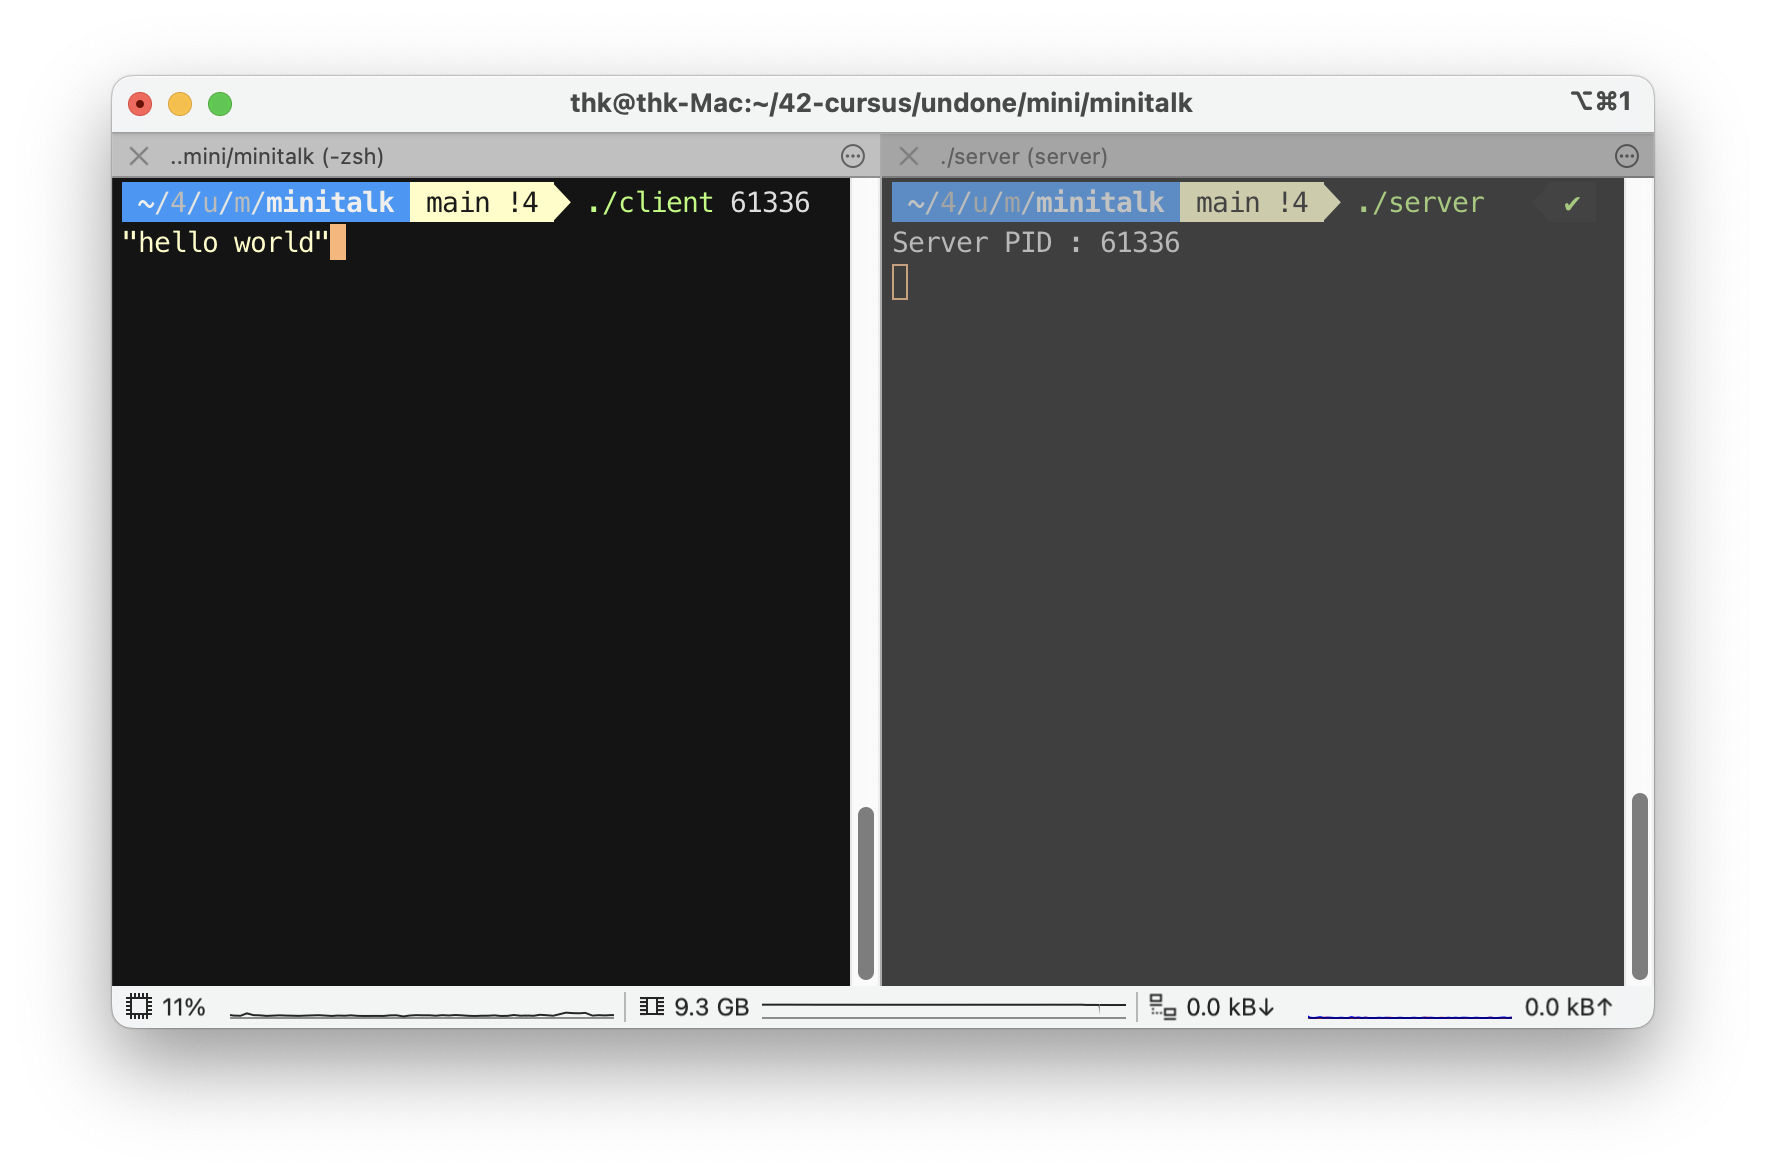 thk@thk-Mac:~/42-cursus/undone/mini/minitalk ⌥⌘1
..mini/minitalk (-zsh)
~/4/u/m/minitalk main !4 ./client 61336
"hello world"
./server (server)
~/4/u/m/minitalk main !4 ./server ✔
Server PID : 61336
11% 9.3 GB 0.0 kB↓ 0.0 kB↑